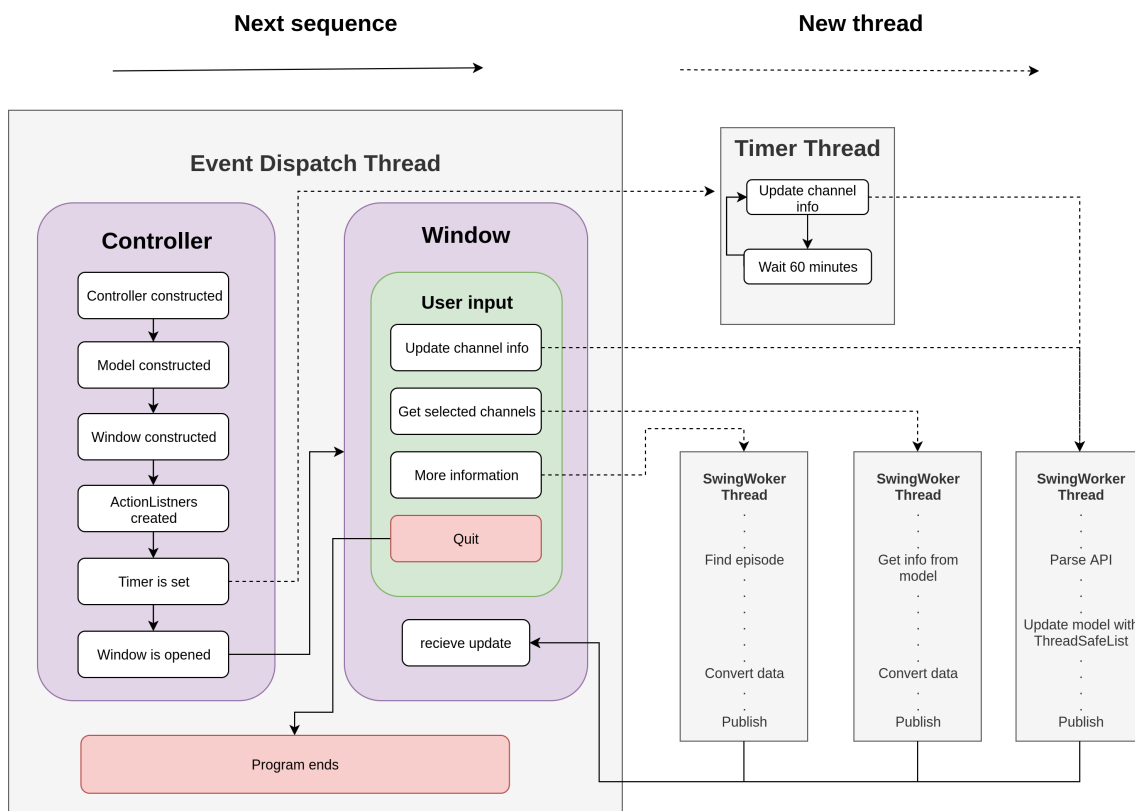 Next sequence
New thread
Event Dispatch Thread
Controller
Controller constructed
Model constructed
Window constructed
ActionListners
created
Timer is set
Window is opened
Window
User input
Update channel info
Get selected channels
More information
Quit
recieve update
Program ends
Timer Thread
Update channel
info
Wait 60 minutes
SwingWoker
Thread
.
.
.
Find episode
.
.
.
.
.
Convert data
.
.
Publish
SwingWoker
Thread
.
.
.
Get info from
model
.
.
.
.
Convert data
.
.
Publish
SwingWorker
Thread
.
.
.
Parse API
.
.
.
Update model with
ThreadSafeList
.
.
.
.
Publish